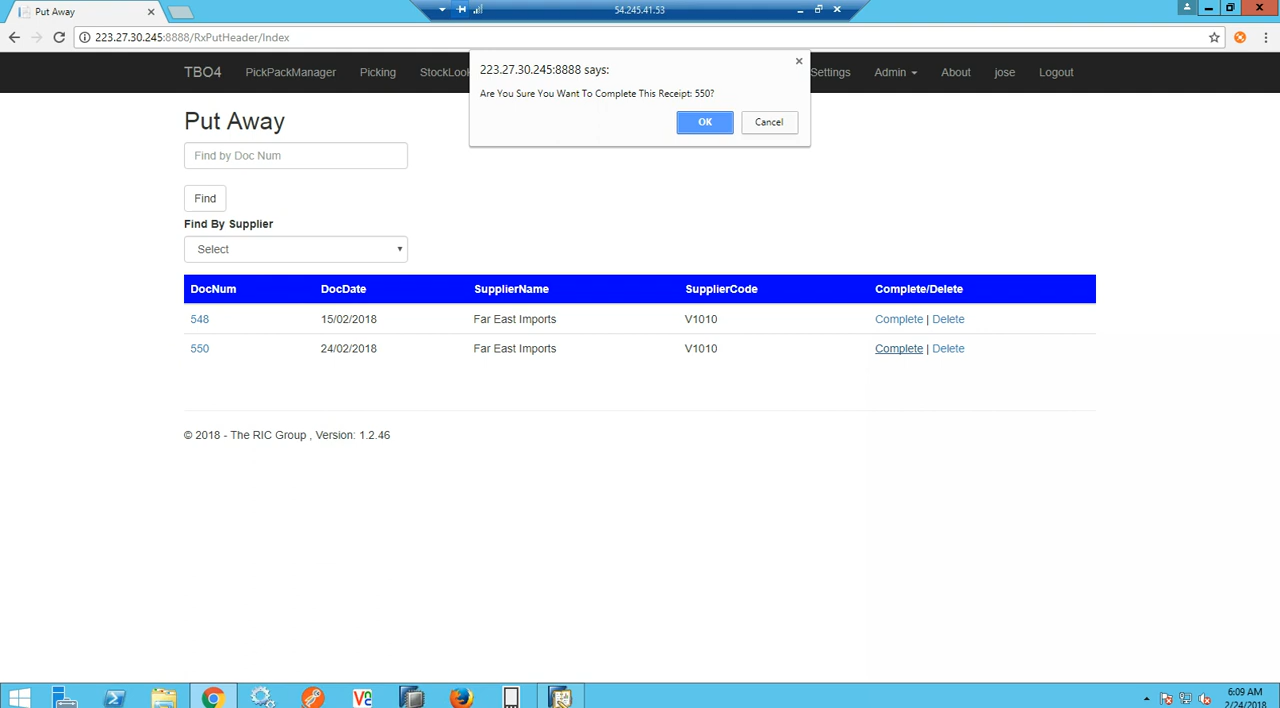 Put Away
54.245.41.53
223.27.30.245:8888/RxPutHeader/Index
TBO4 PickPackManager Picking StockLook Settings Admin About jose Logout
223.27.30.245:8888 says:
Are You Sure You Want To Complete This Receipt: 550?
OK Cancel
Put Away
Find by Doc Num
Find
Find By Supplier
Select
DocNum DocDate SupplierName SupplierCode Complete/Delete
548 15/02/2018 Far East Imports V1010 Complete | Delete
550 24/02/2018 Far East Imports V1010 Complete | Delete
© 2018 - The RIC Group , Version: 1.2.46
6:09 AM
2/24/2018